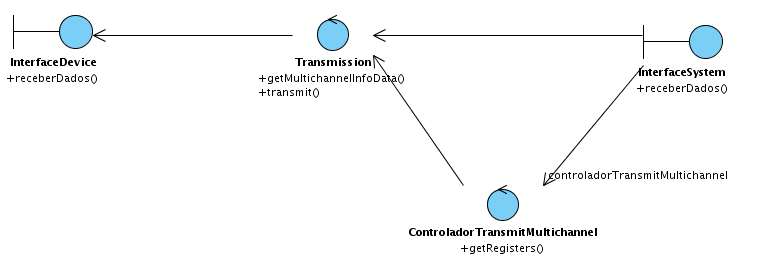 InterfaceDevice
+receberDados()
Transmission
+getMultichannelInfoData()
+transmit()
InterfaceSystem
+receberDados()
controladorTransmitMultichannel
ControladorTransmitMultichannel
+getRegisters()